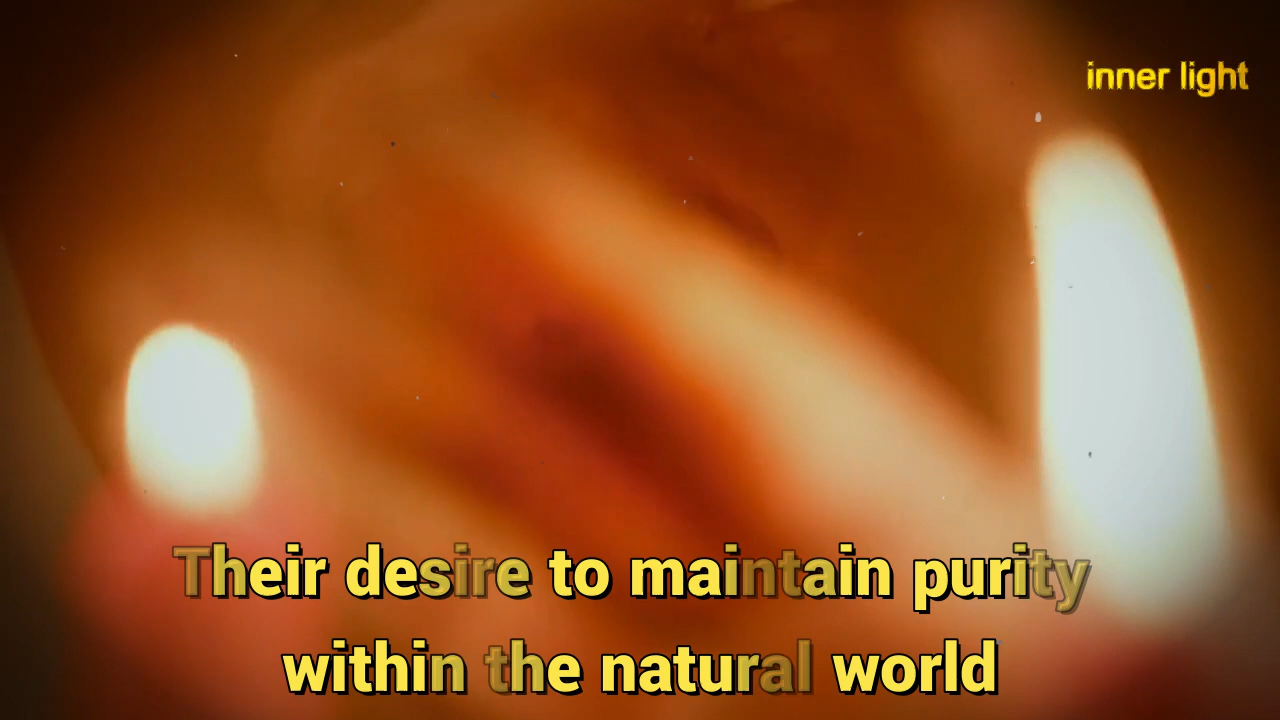 inner light
Their desire to maintain purity
within the natural world